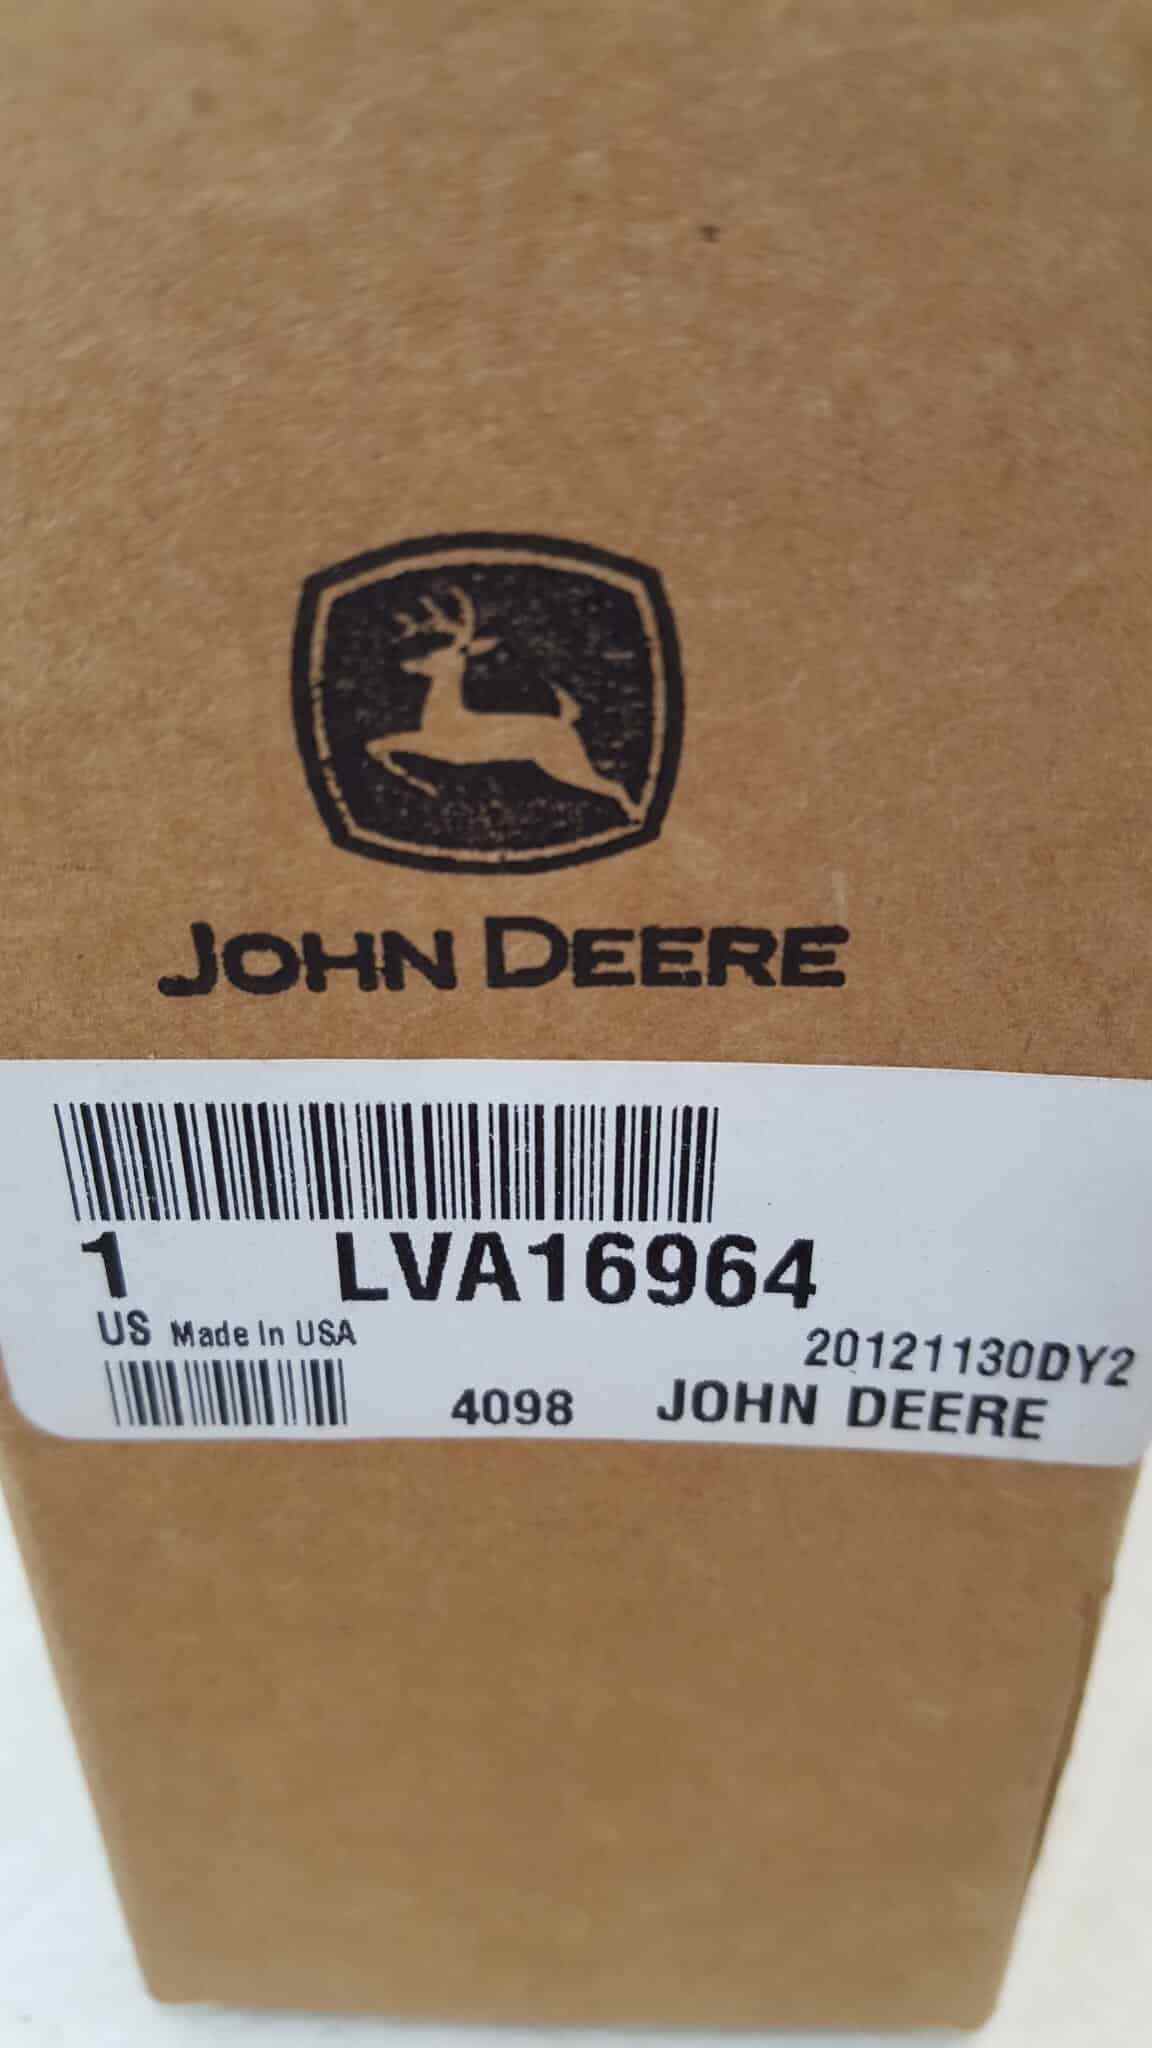 JOHN DEERE
1 LVA16964
US Made In USA
20121130DY2
4098 JOHN DEERE